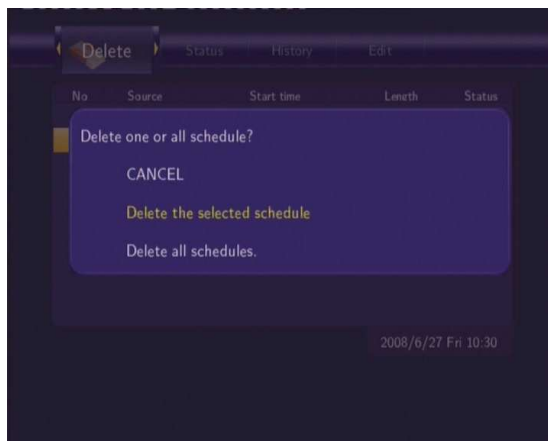 Delete Status History Edit
No Source Start time Length Status
Delete one or all schedule?
CANCEL
Delete the selected schedule
Delete all schedules.
2008/6/27 Fri 10:30